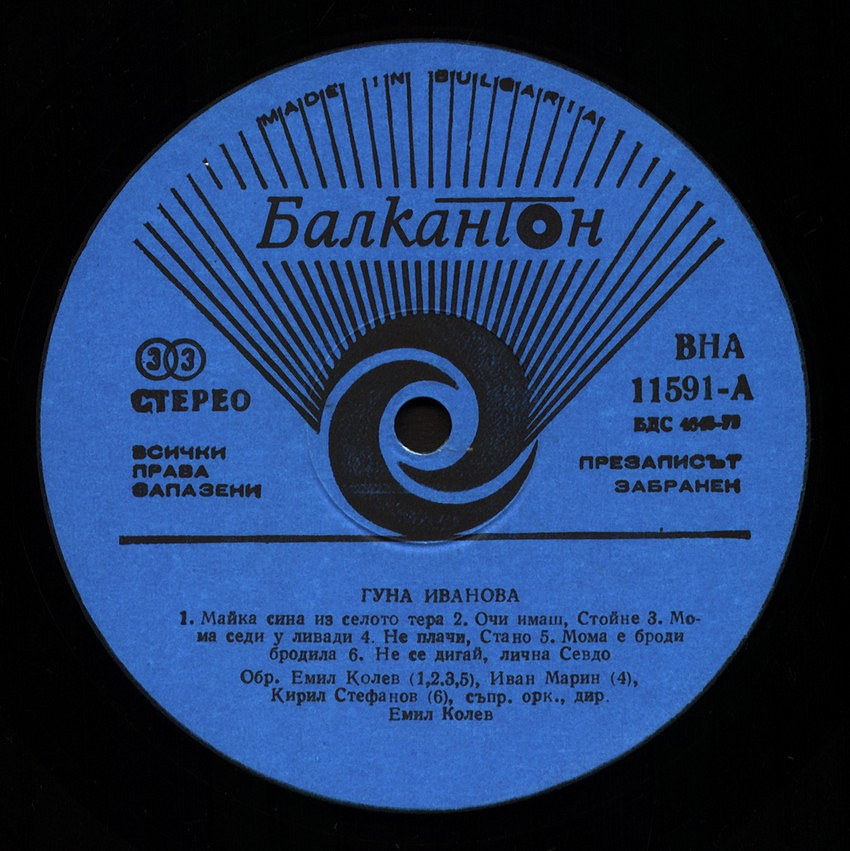 MADE IN BULGARIA
Балкантон
33
СТЕРЕО
ВСИЧКИ
ПРАВА
ЗАПАЗЕНИ
ВНА
11591-А
БДС
ПРЕЗАПИСЪТ
ЗАБРАНЕН
ГУНА ИВАНОВА
1. Майка сина из селото тера 2. Очи имаш, Стойне 3. Мо-
ма седи у ливади 4. Не плачи, Стано 5. Мома е броди
бродила 6. Не се дигай, лична Севдо
Обр. Емил Колев (1,2,3,5), Иван Марин (4),
Кирил Стефанов (6), съпр. орк., дир.
Емил Колев